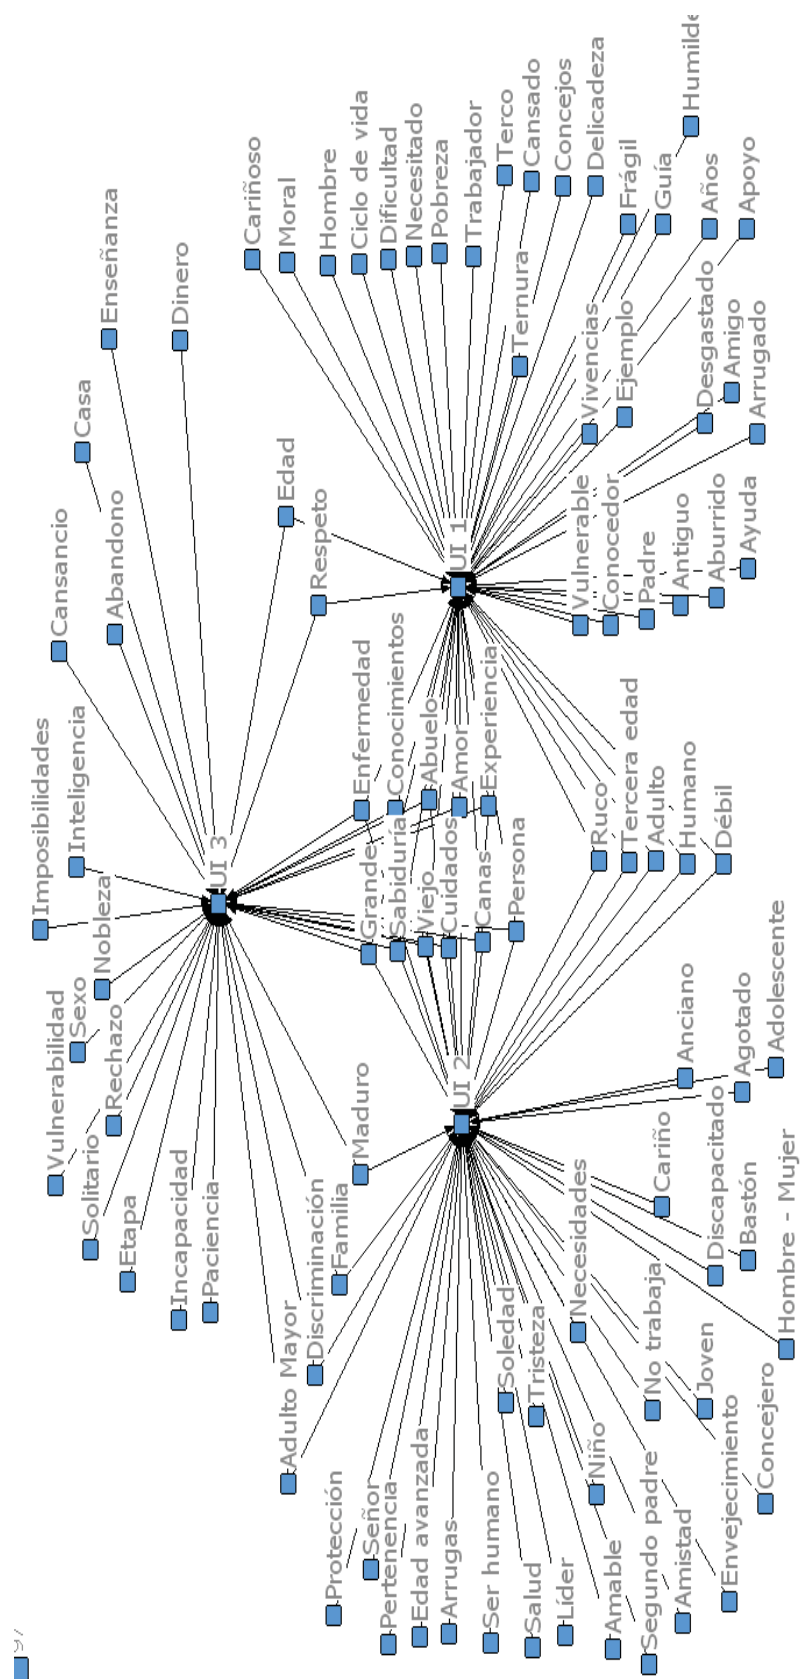 97
Imposibilidades
Cansancio
Casa
Enseñanza
Inteligencia
Abandono
Dinero
Nobleza
Sexo
Vulnerabilidad
Rechazo
Solitario
Etapa
Incapacidad
Paciencia
UI 3
Edad
Respeto
Cariñoso
Moral
Hombre
Ciclo de vida
Dificultad
Necesitado
Pobreza
Trabajador
Terco
Cansado
Concejos
Delicadeza
Ternura
Frágil
Guía
Humilde
Años
Apoyo
Vivencias
Ejemplo
Desgastado
Amigo
Arrugado
UI 1
Vulnerable
Conocedor
Padre
Antiguo
Aburrido
Ayuda
Enfermedad
Conocimientos
Abuelo
Amor
Experiencia
Grande
Sabiduría
Viejo
Cuidados
Canas
Persona
Ruco
Tercera edad
Adulto
Humano
Débil
UI 2
Maduro
Familia
Discriminación
Adulto Mayor
Anciano
Agotado
Adolescente
Cariño
Discapacitado
Bastón
Hombre - Mujer
Necesidades
No trabaja
Joven
Concejero
Soledad
Tristeza
Niño
Envejecimiento
Protección
Señor
Pertenencia
Edad avanzada
Arrugas
Ser humano
Salud
Líder
Amable
Segundo padre
Amistad